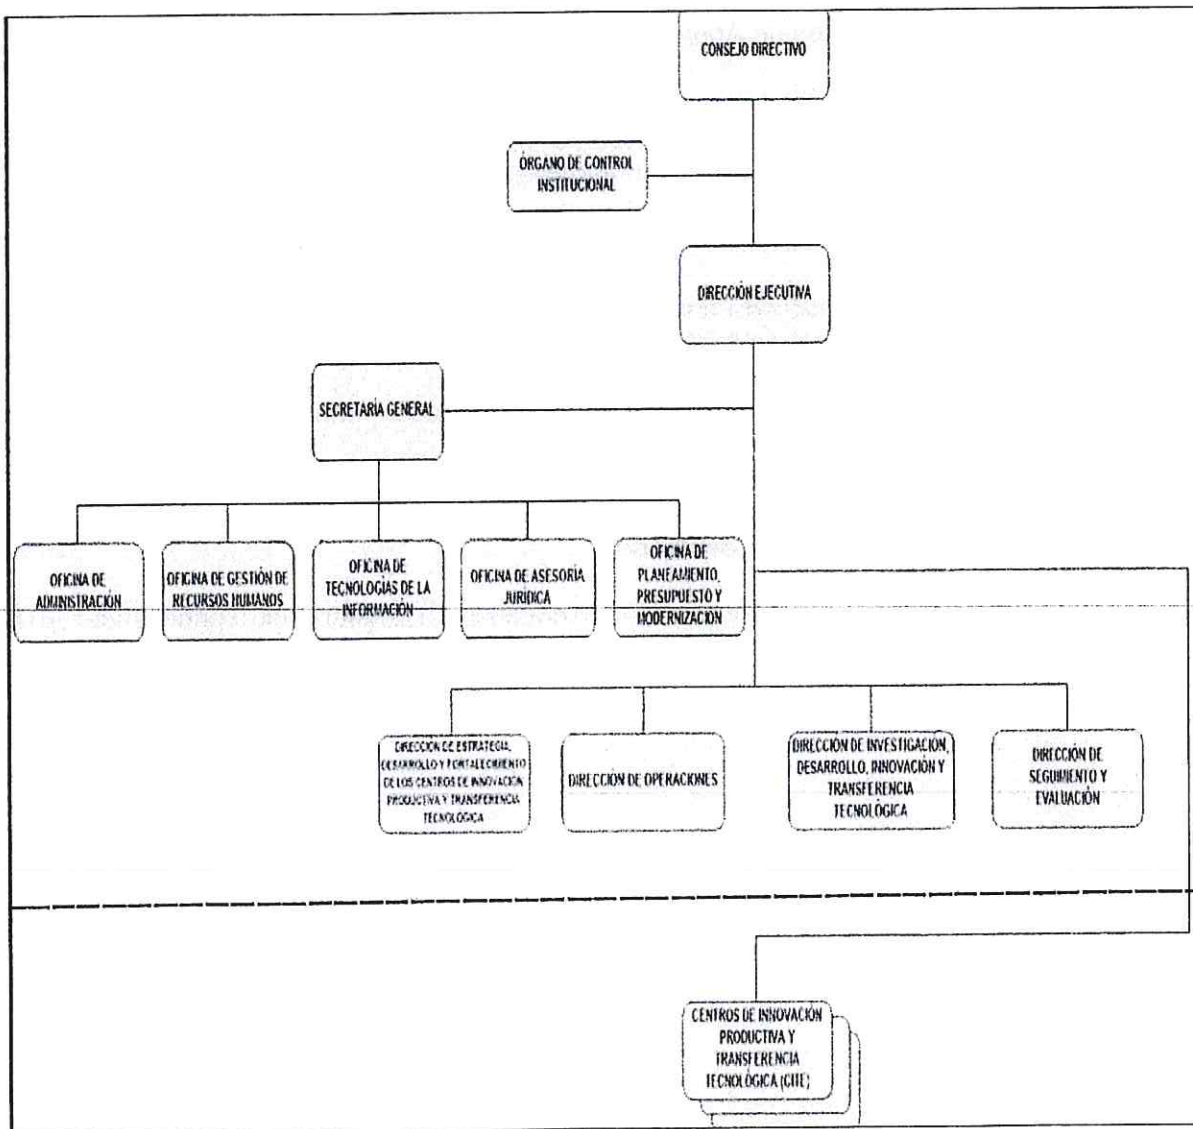 CONSEJO DIRECTIVO
ÓRGANO DE CONTROL
INSTITUCIONAL
DIRECCIÓN EJECUTIVA
SECRETARÍA GENERAL
OFICINA DE
ADMINISTRACIÓN
OFICINA DE GESTIÓN DE
RECURSOS HUMANOS
OFICINA DE
TECNOLOGÍAS DE LA
INFORMACIÓN
OFICINA DE ASESORÍA
JURÍDICA
OFICINA DE
PLANEAMIENTO,
PRESUPUESTO Y
MODERNIZACIÓN
DIRECCIÓN DE ESTRATEGIA,
DESARROLLO Y FORTALECIMIENTO
DE LOS CENTROS DE INNOVACIÓN
PRODUCTIVA Y TRANSFERENCIA
TECNOLÓGICA
DIRECCIÓN DE OPERACIONES
DIRECCIÓN DE INVESTIGACIÓN,
DESARROLLO, INNOVACIÓN Y
TRANSFERENCIA
TECNOLÓGICA
DIRECCIÓN DE
SEGUIMIENTO Y
EVALUACIÓN
CENTROS DE INNOVACIÓN
PRODUCTIVA Y
TRANSFERENCIA
TECNOLÓGICA (CITE)